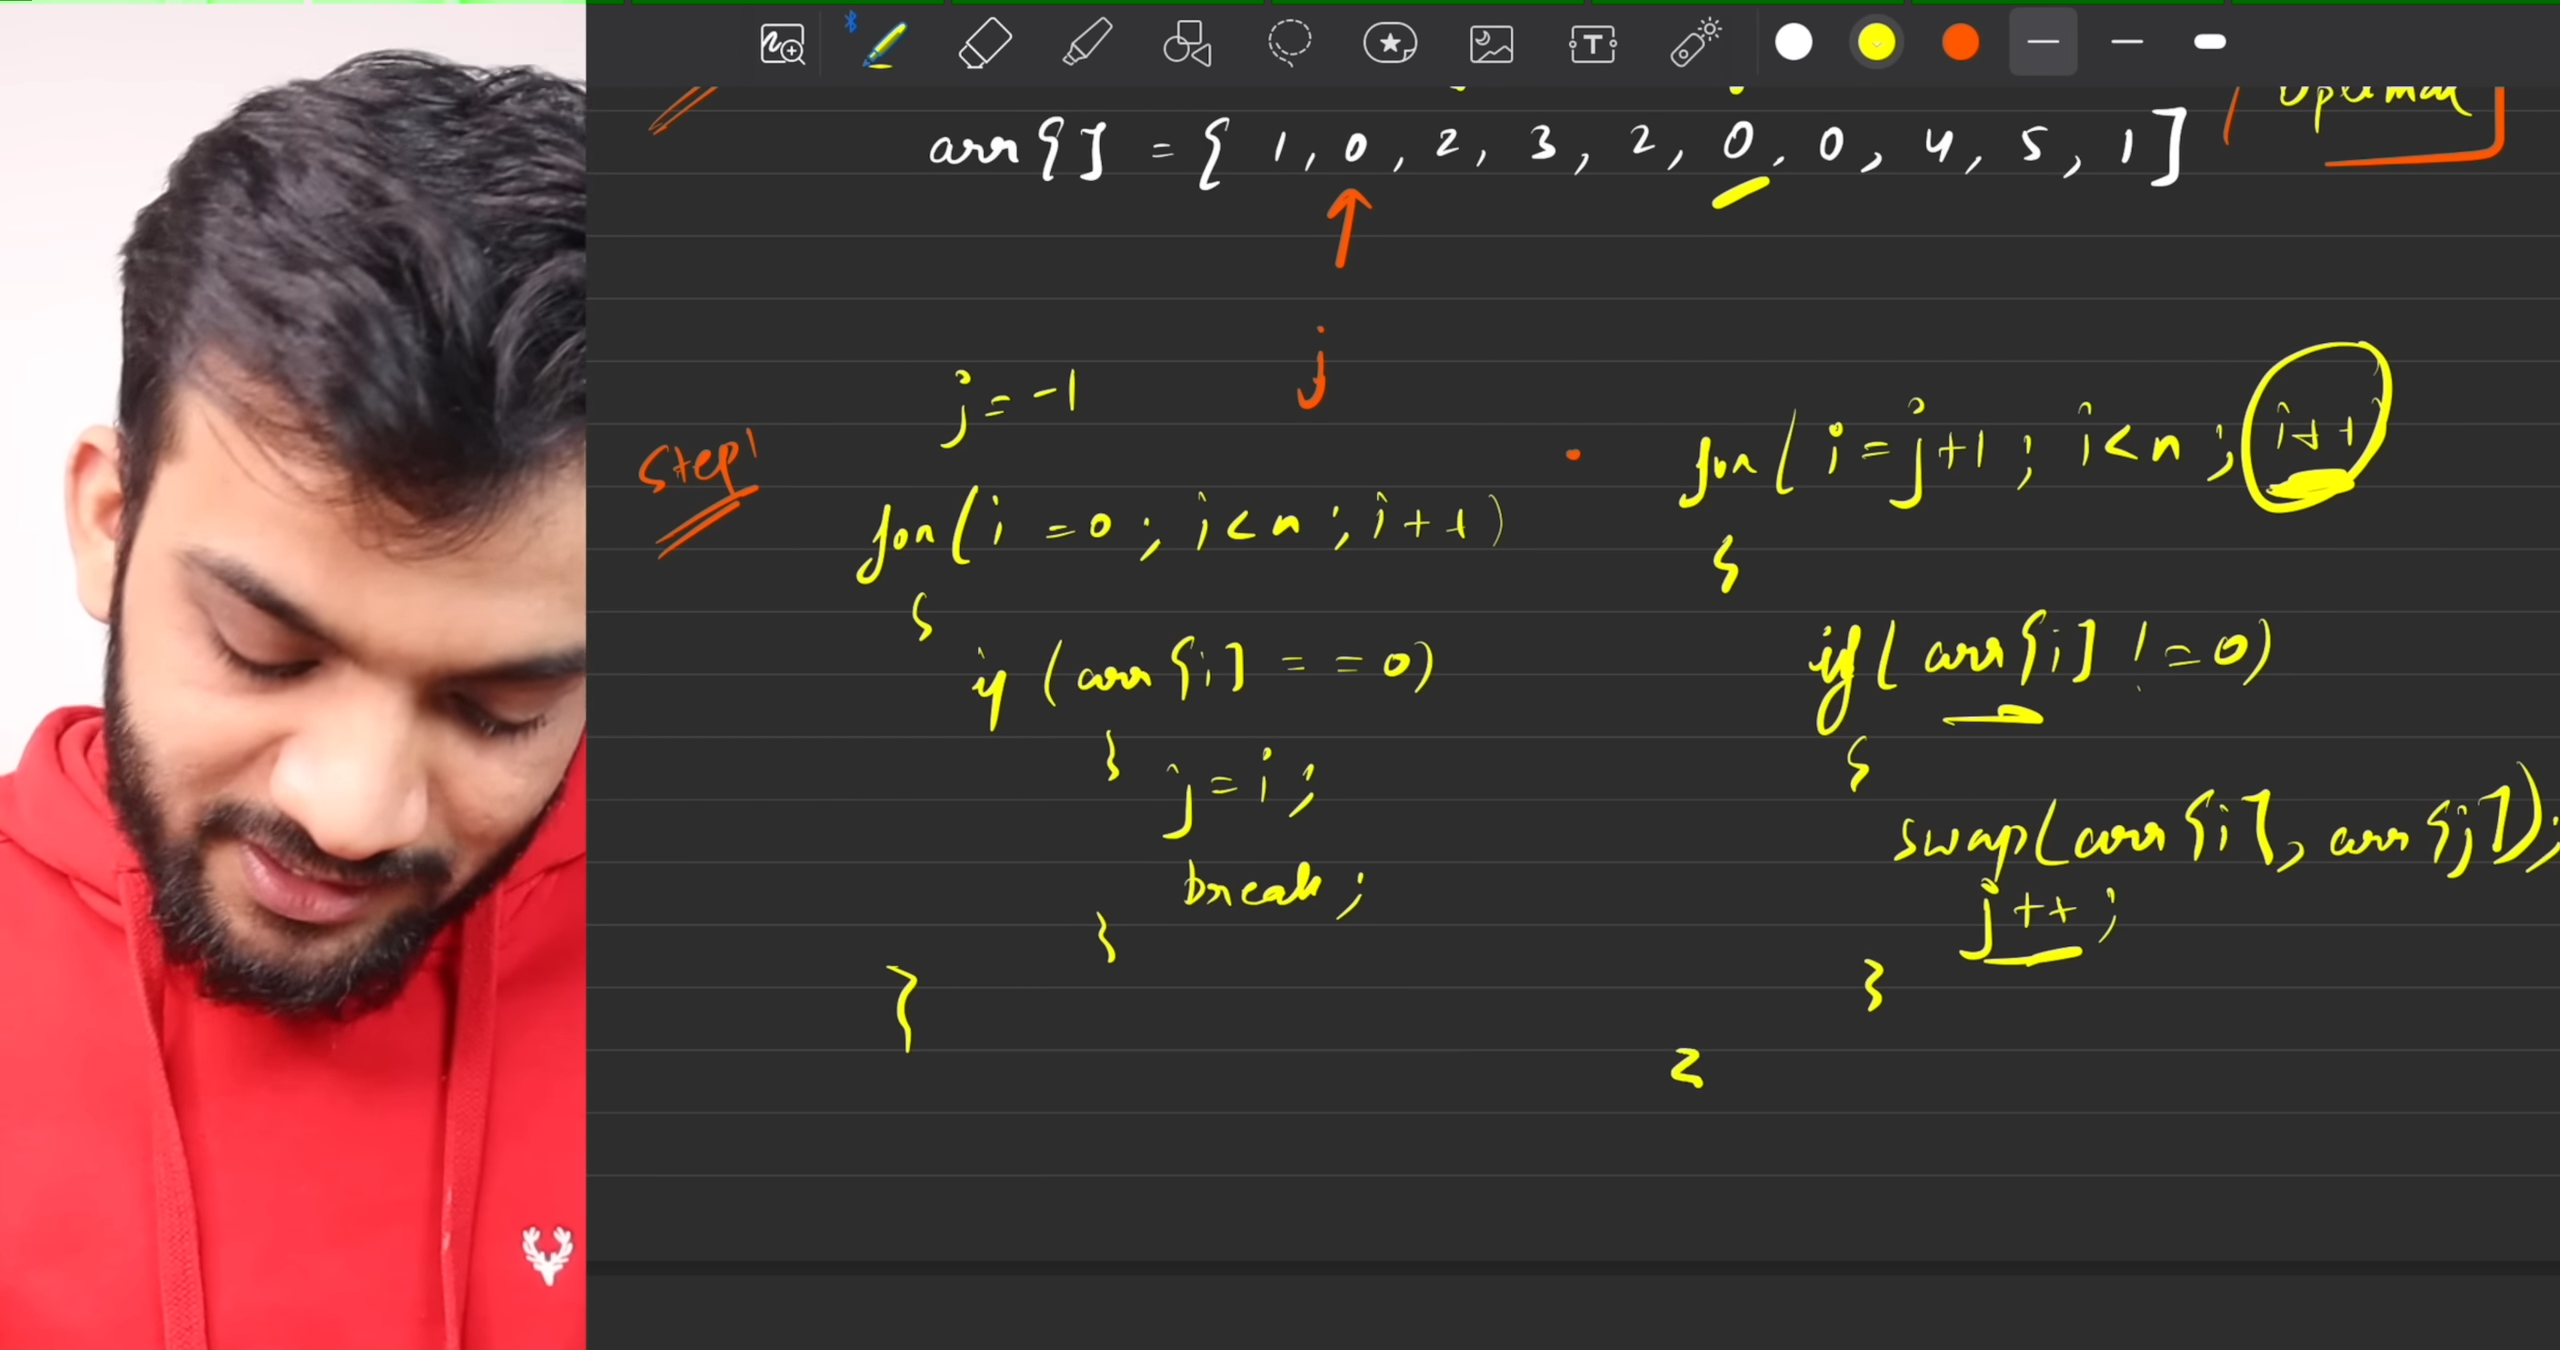 optimal
arr[] = { 1, 0, 2, 3, 2, 0, 0, 4, 5, 1 ]
j
j = -1
Step 1
for( i = 0 ; i < n ; i++)
{
if (arr[i] == 0)
{
j = i ;
break ;
}
}
for( i = j+1 ; i < n ; i++)
{
if( arr[i] != 0)
{
swap(arr[i], arr[j]);
j++ ;
}
}